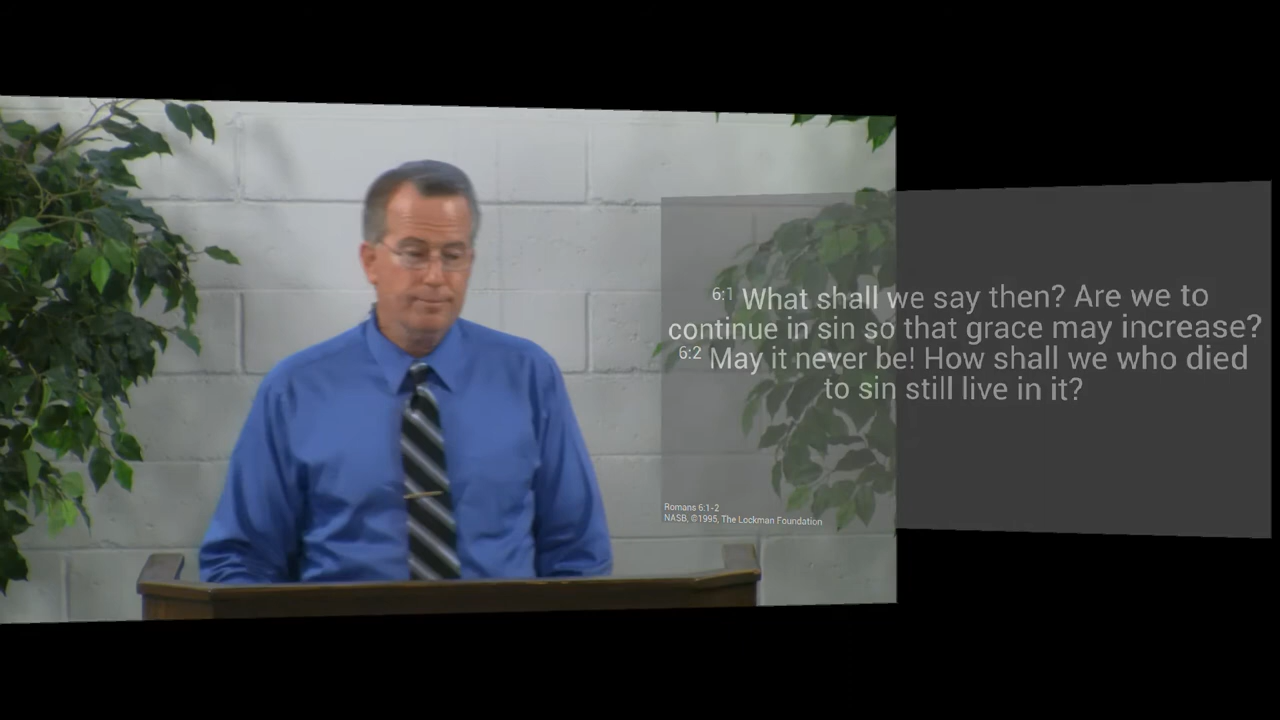 6:1 What shall we say then? Are we to
continue in sin so that grace may increase?
6:2 May it never be! How shall we who died
to sin still live in it?
Romans 6:1-2
NASB, ©1995, The Lockman Foundation